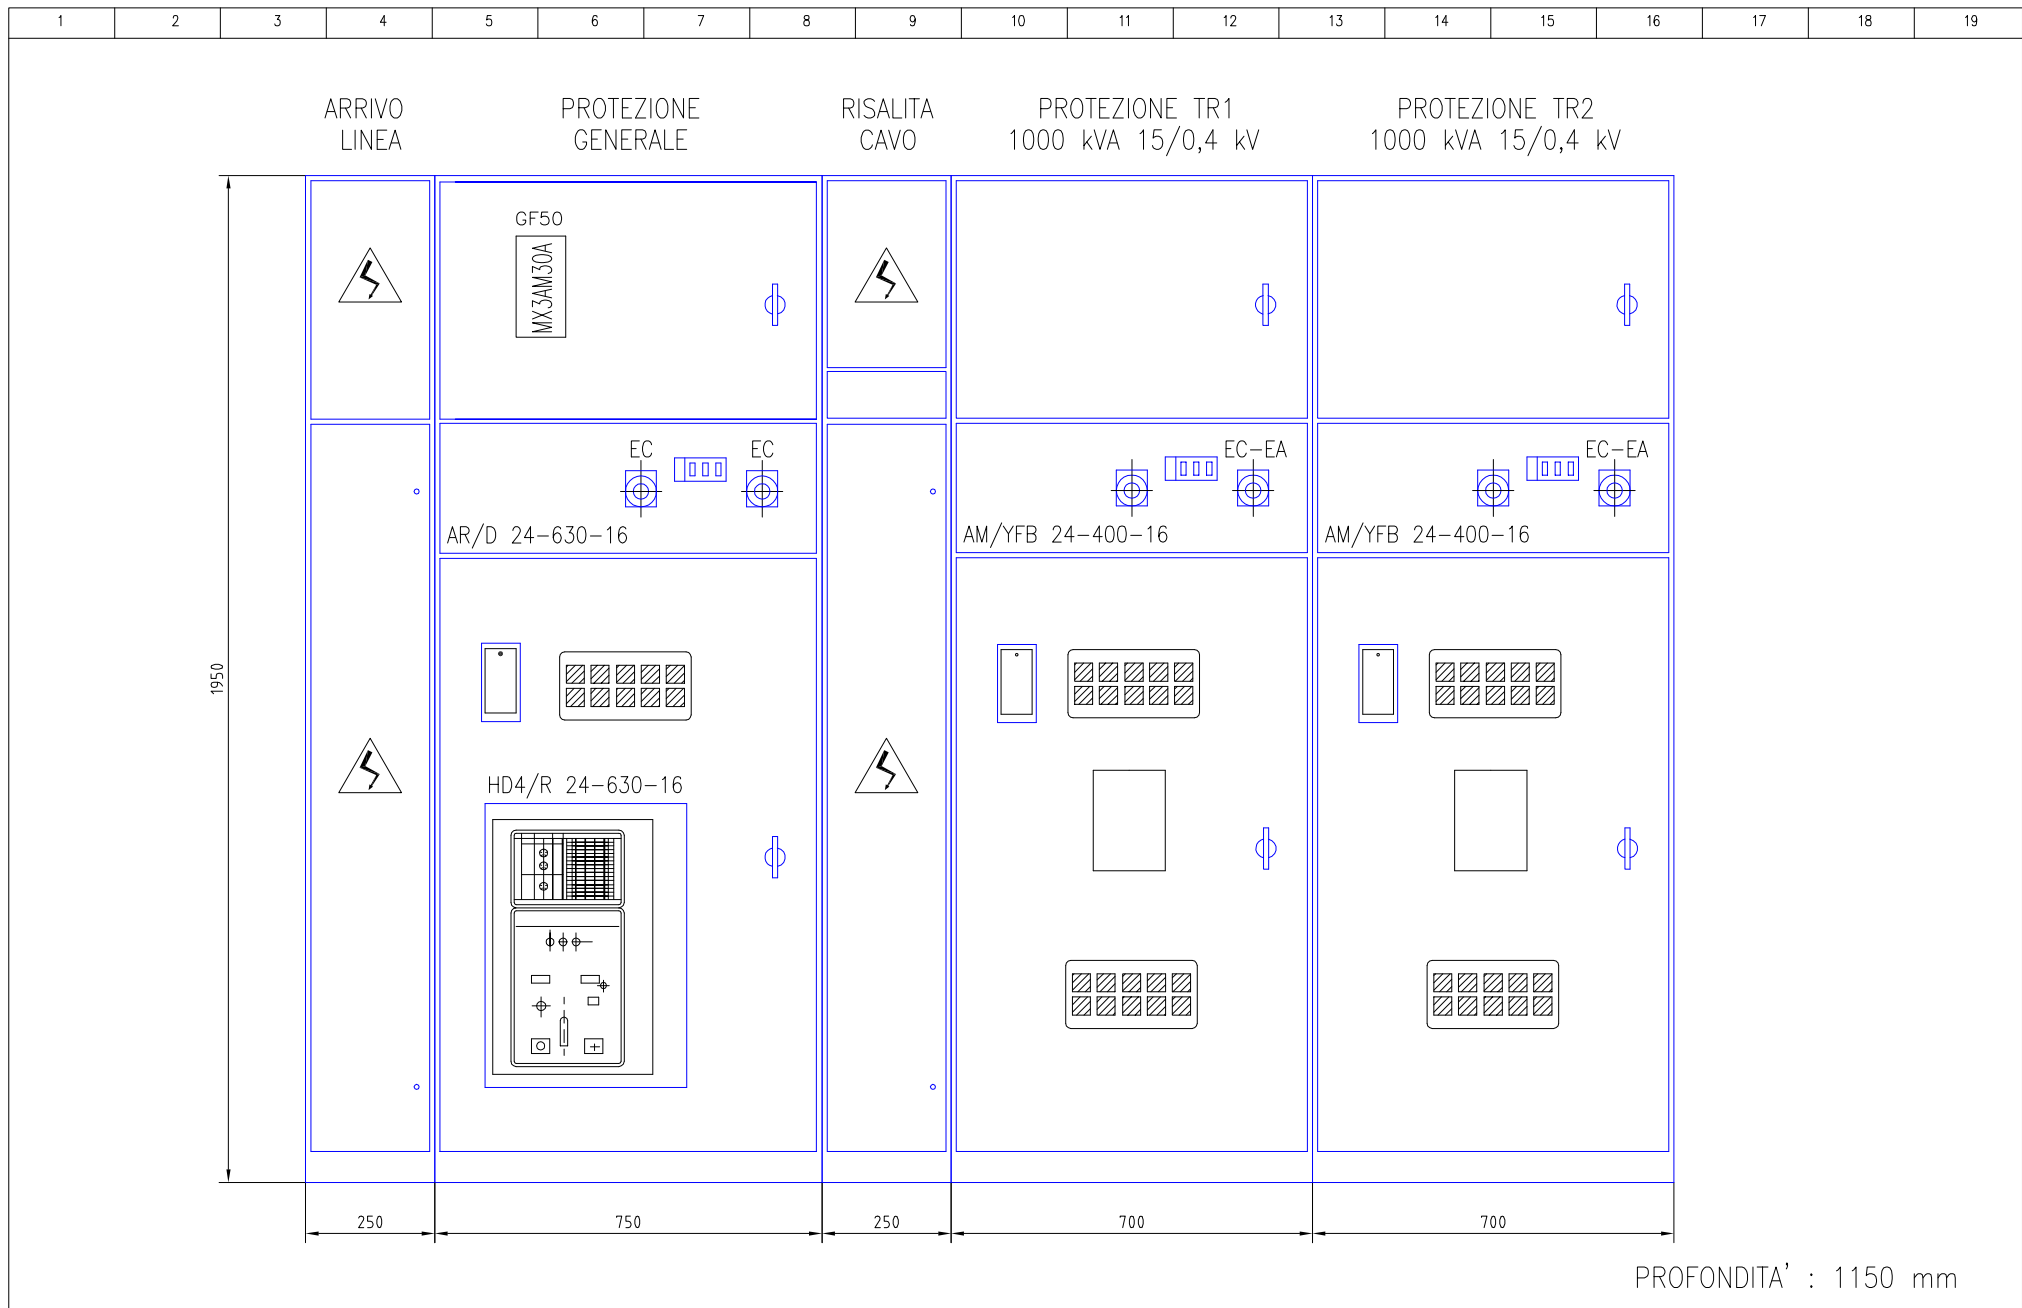 1 2 3 4 5 6 7 8 9 10 11 12 13 14 15 16 17 18 19
ARRIVO
LINEA
PROTEZIONE
GENERALE
RISALITA
CAVO
PROTEZIONE TR1
1000 kVA 15/0,4 kV
PROTEZIONE TR2
1000 kVA 15/0,4 kV
GF50
MX3AM30A
EC
EC
AR/D 24-630-16
EC-EA
AM/YFB 24-400-16
EC-EA
AM/YFB 24-400-16
1950
HD4/R 24-630-16
250
750
250
700
700
PROFONDITA' : 1150 mm